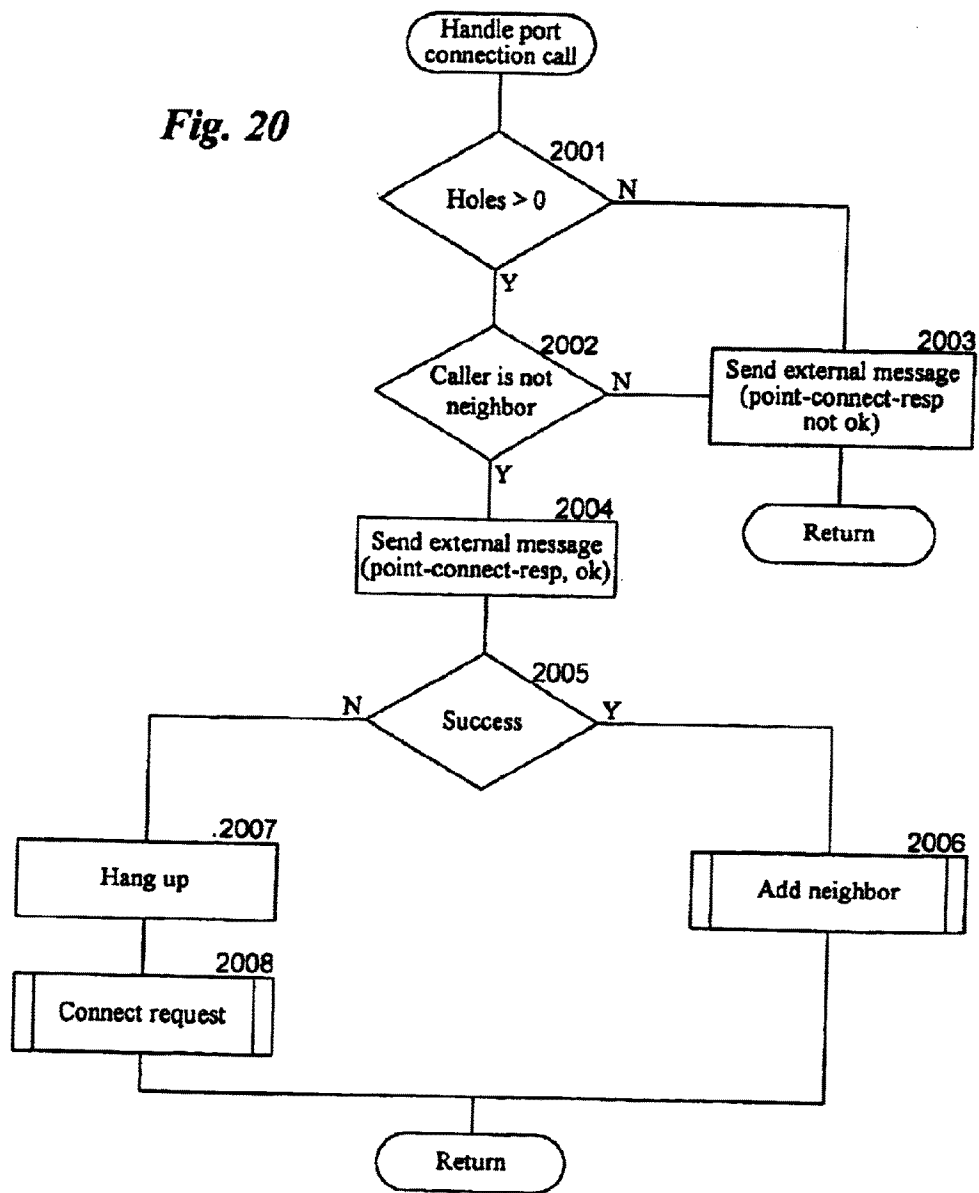 Handle port
connection call
Fig. 20
2001
Holes > 0
N
Y
2002
Caller is not
neighbor
N
Y
2003
Send external message
(point-connect-resp
not ok)
Return
2004
Send external message
(point-connect-resp, ok)
2005
Success
N
Y
.2007
Hang up
2006
Add neighbor
2008
Connect request
Return